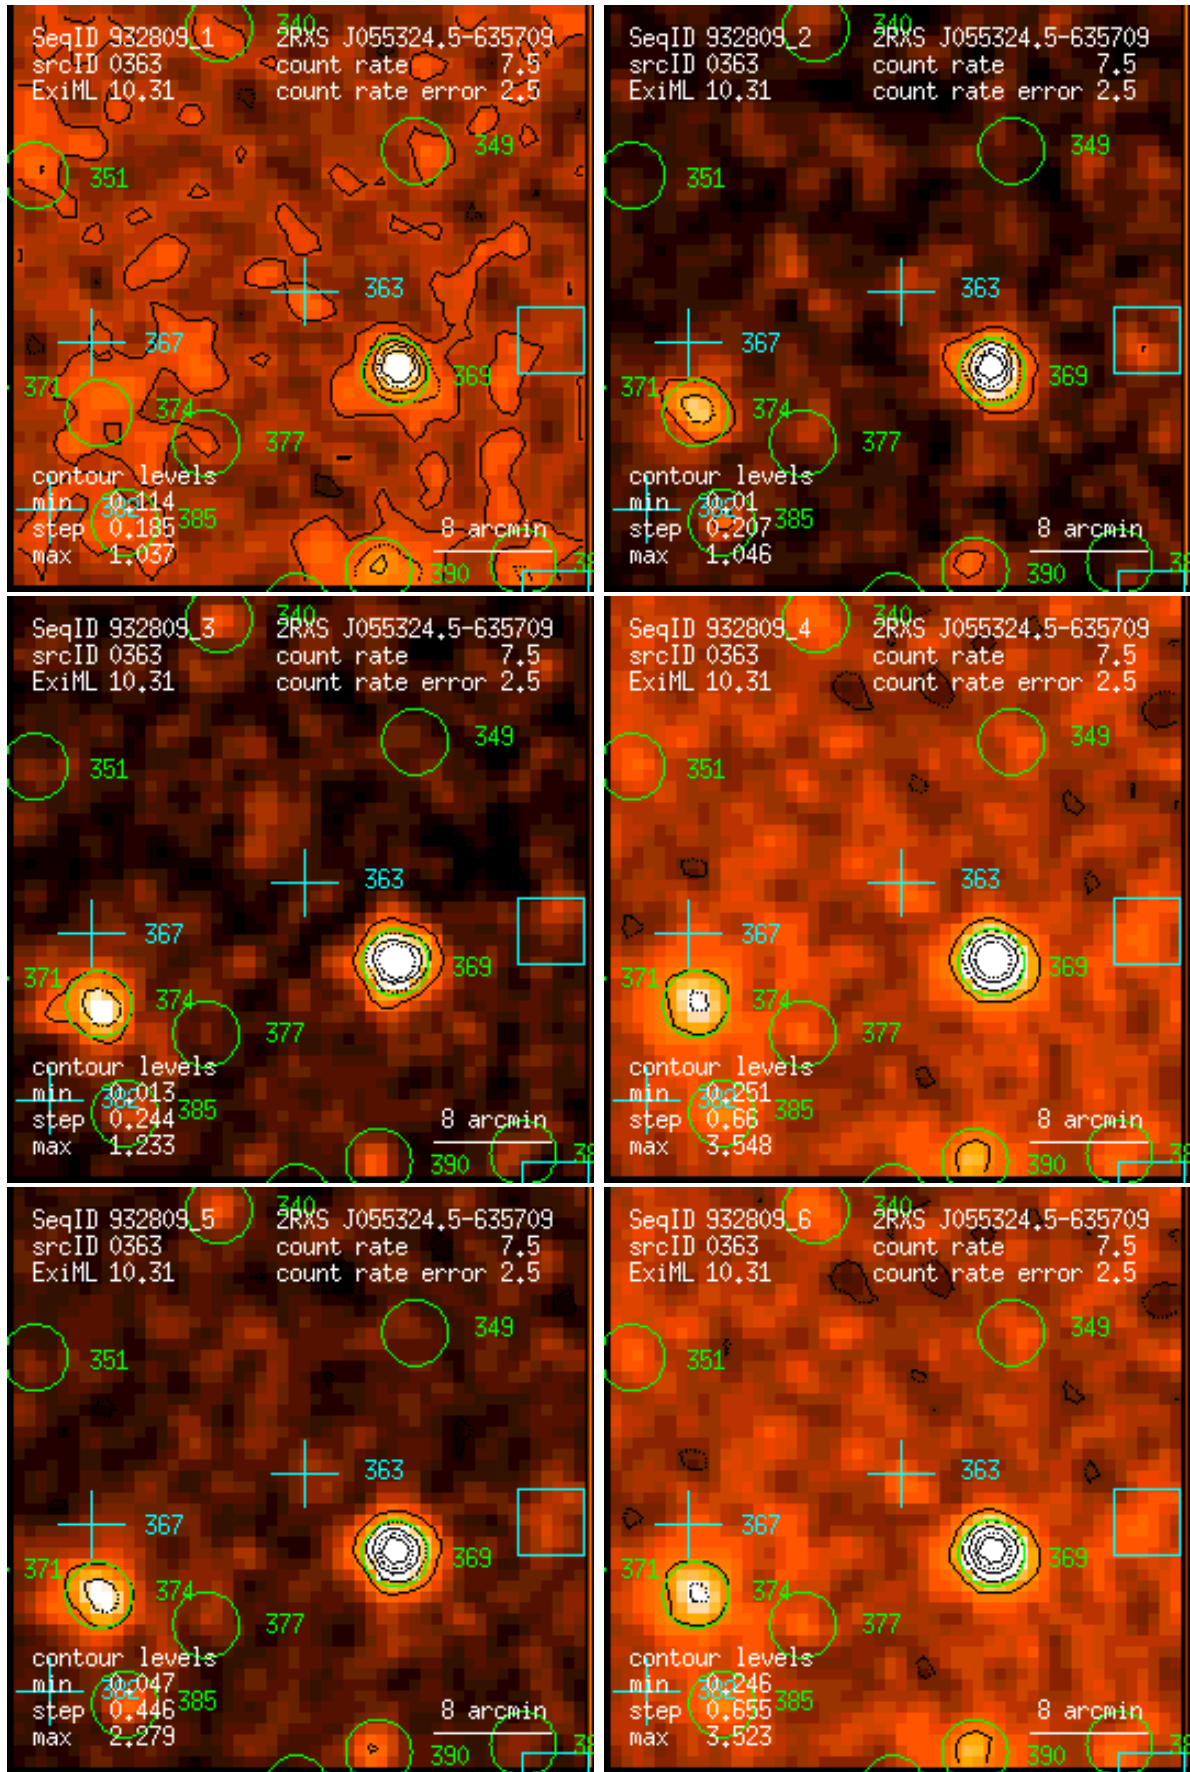 SeqID 932809_1 2RXS J055324.5-635709
340
srcID 0363 count rate 7.5
ExiML 10.31 count rate error 2.5
349
351
363
367
369
371
374
377
contour levels
min 0.114
382
385
step 0.185
8 arcmin
max 1.037
390
SeqID 932809_2 2RXS J055324.5-635709
340
srcID 0363 count rate 7.5
ExiML 10.31 count rate error 2.5
349
351
363
367
369
371
374
377
contour levels
min 0.01
382
385
step 0.207
8 arcmin
max 1.046
390
SeqID 932809_3 2RXS J055324.5-635709
340
srcID 0363 count rate 7.5
ExiML 10.31 count rate error 2.5
349
351
363
367
369
371
374
377
contour levels
min 0.013
382
385
step 0.244
8 arcmin
max 1.233
390
SeqID 932809_4 2RXS J055324.5-635709
340
srcID 0363 count rate 7.5
ExiML 10.31 count rate error 2.5
349
351
363
367
369
371
374
377
contour levels
min 0.251
382
385
step 0.66
8 arcmin
max 3.548
390
SeqID 932809_5 2RXS J055324.5-635709
340
srcID 0363 count rate 7.5
ExiML 10.31 count rate error 2.5
349
351
363
367
369
371
374
377
contour levels
min 0.047
382
385
step 0.446
8 arcmin
max 2.279
390
SeqID 932809_6 2RXS J055324.5-635709
340
srcID 0363 count rate 7.5
ExiML 10.31 count rate error 2.5
349
351
363
367
369
371
374
377
contour levels
min 0.246
382
385
step 0.655
8 arcmin
max 3.523
390